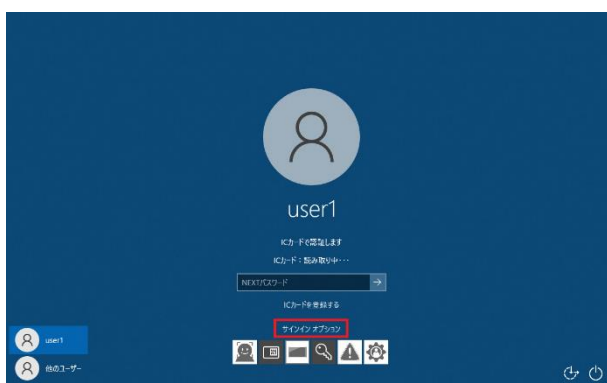 user1
ICカードで認証します
ICカード：読み取り中・・・
NEXTパスワード
ICカードを登録する
サインイン オプション
user1
他のユーザー